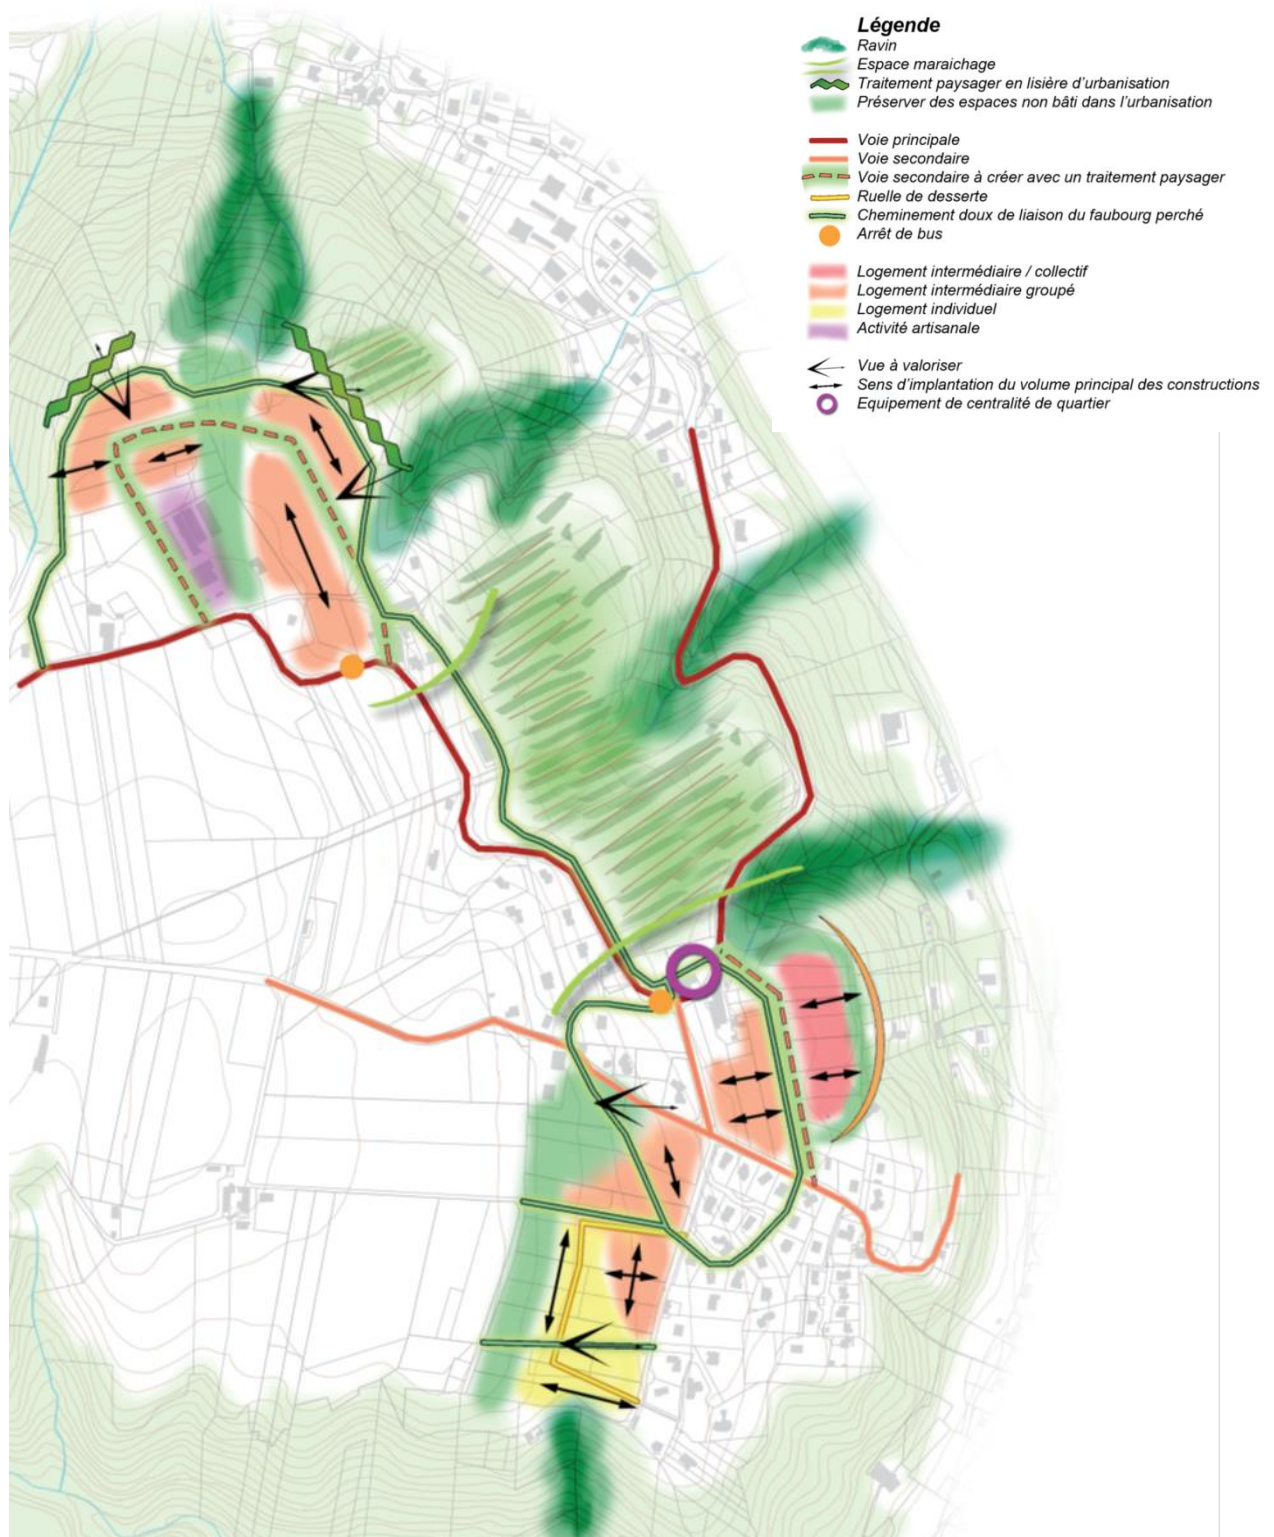 Légende
Ravin
Espace maraichage
Traitement paysager en lisière d'urbanisation
Préserver des espaces non bâti dans l'urbanisation
Voie principale
Voie secondaire
Voie secondaire à créer avec un traitement paysager
Ruelle de desserte
Cheminement doux de liaison du faubourg perché
Arrêt de bus
Logement intermédiaire / collectif
Logement intermédiaire groupé
Logement individuel
Activité artisanale
Vue à valoriser
Sens d'implantation du volume principal des constructions
Equipement de centralité de quartier